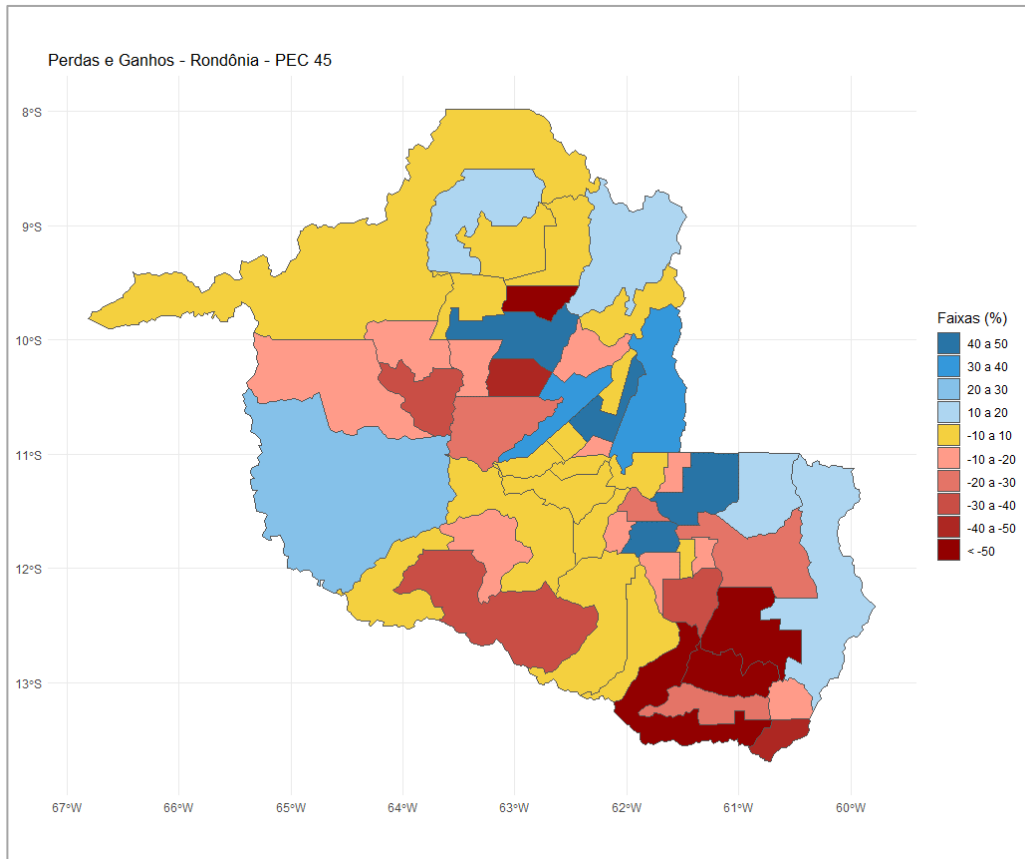 Perdas e Ganhos - Rondônia - PEC 45
8°S
9°S
10°S
11°S
12°S
13°S
67°W
66°W
65°W
64°W
63°W
62°W
61°W
60°W
Faixas (%)
40 a 50
30 a 40
20 a 30
10 a 20
-10 a 10
-10 a -20
-20 a -30
-30 a -40
-40 a -50
< -50